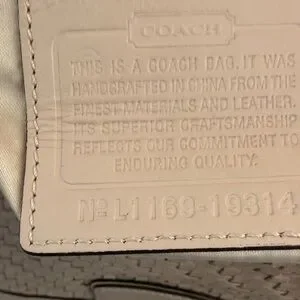 COACH
THIS IS A COACH BAG. IT WAS
HANDCRAFTED IN CHINA FROM THE
FINEST MATERIALS AND LEATHER.
ITS SUPERIOR CRAFTSMANSHIP
REFLECTS OUR COMMITMENT TO
ENDURING QUALITY.
Nº L1169-19314